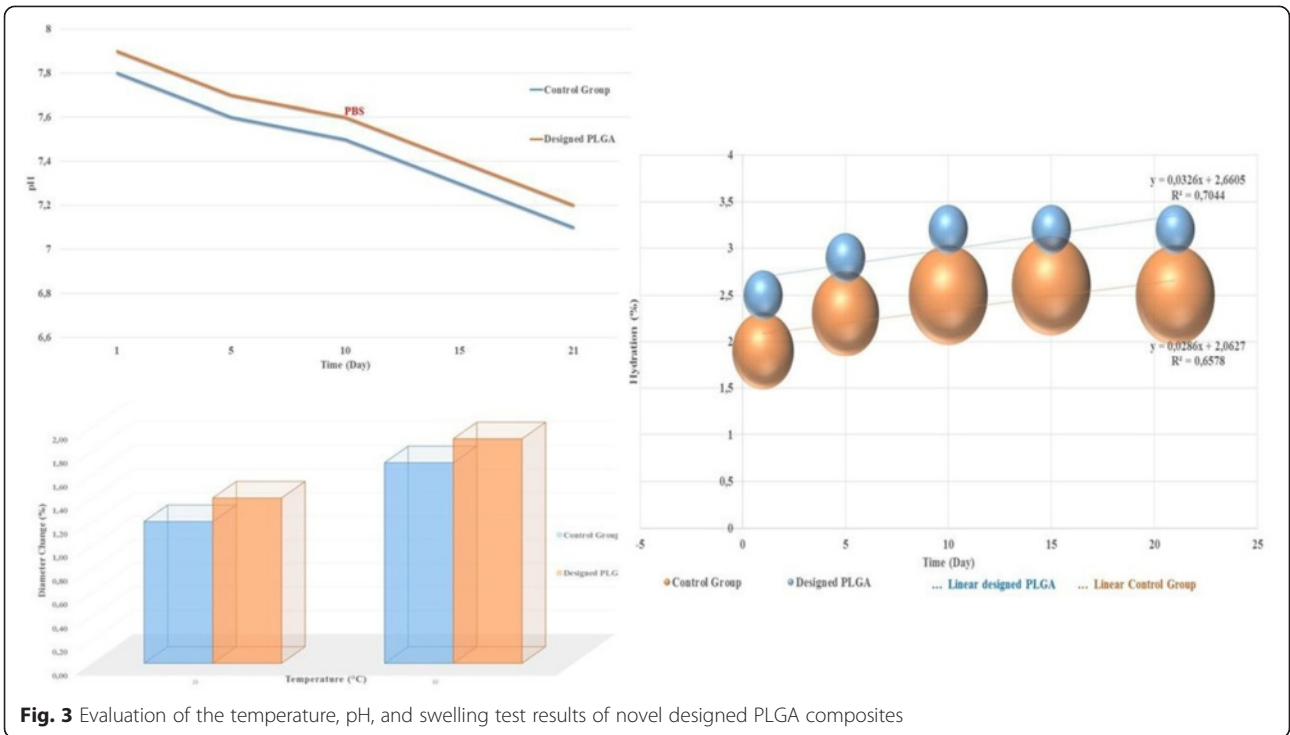 8
7,8
7,6
7,4
7,2
7
6,8
6,6
pH
1
5
10
15
21
Time (Day)
PBS
Control Group
Designed PLGA
2,00
1,80
1,60
1,40
1,20
1,00
0,80
0,60
0,40
0,20
0,00
Diameter Change (%)
Temperature (°C)
Control Group
Designed PLG
4
3,5
3
2,5
2
1,5
1
0,5
0
Hydration (%)
-5
0
5
10
15
20
25
Time (Day)
y = 0,0326x + 2,6605
R² = 0,7044
y = 0,0286x + 2,0627
R² = 0,6578
Control Group
Designed PLGA
... Linear designed PLGA
... Linear Control Group
Fig. 3 Evaluation of the temperature, pH, and swelling test results of novel designed PLGA composites